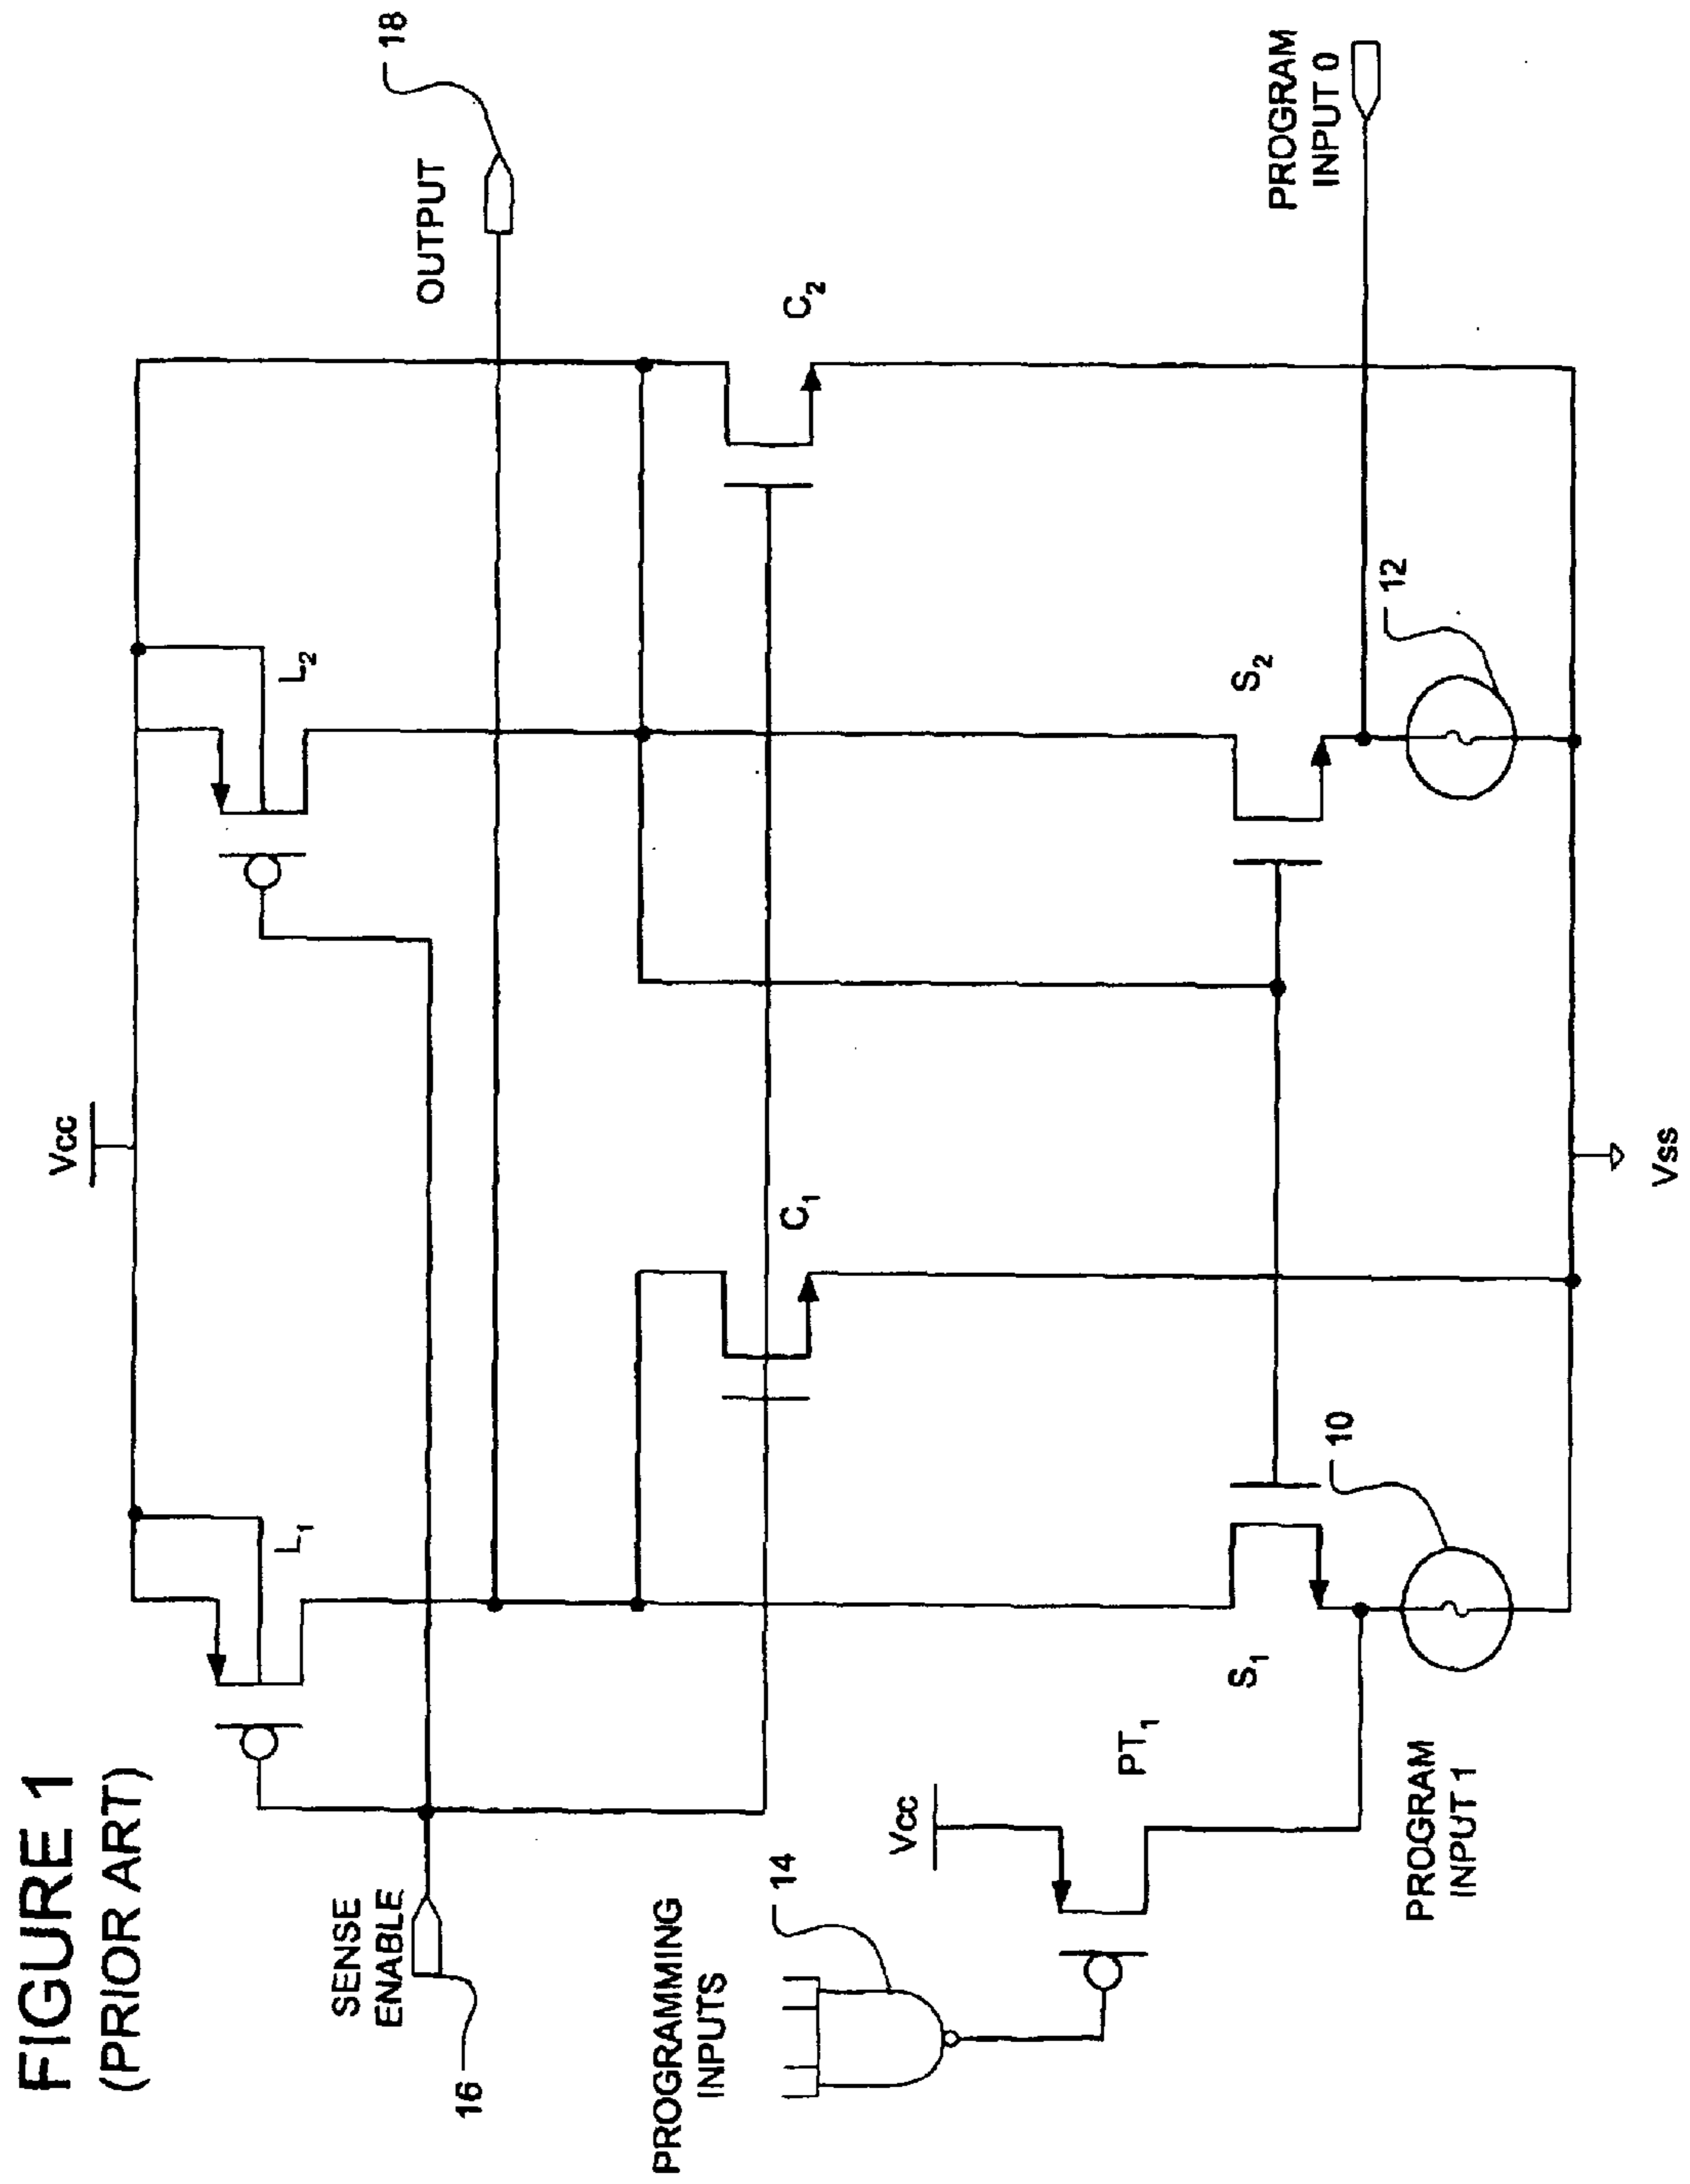 FIGURE 1
(PRIOR ART)
Vcc
L1
L2
SENSE
ENABLE
16
OUTPUT
18
PROGRAMMING
INPUTS
14
Vcc
PT1
C1
C2
S1
S2
PROGRAM
INPUT 1
10
12
PROGRAM
INPUT 0
Vss